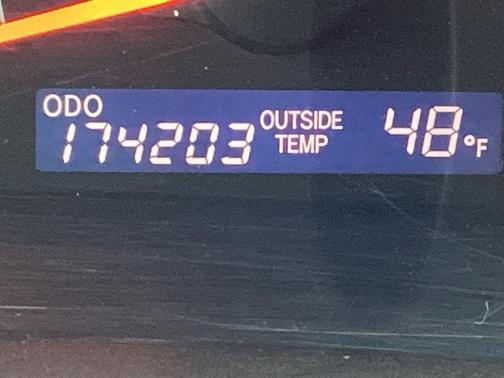 ODO
174203
OUTSIDE
TEMP
48°F